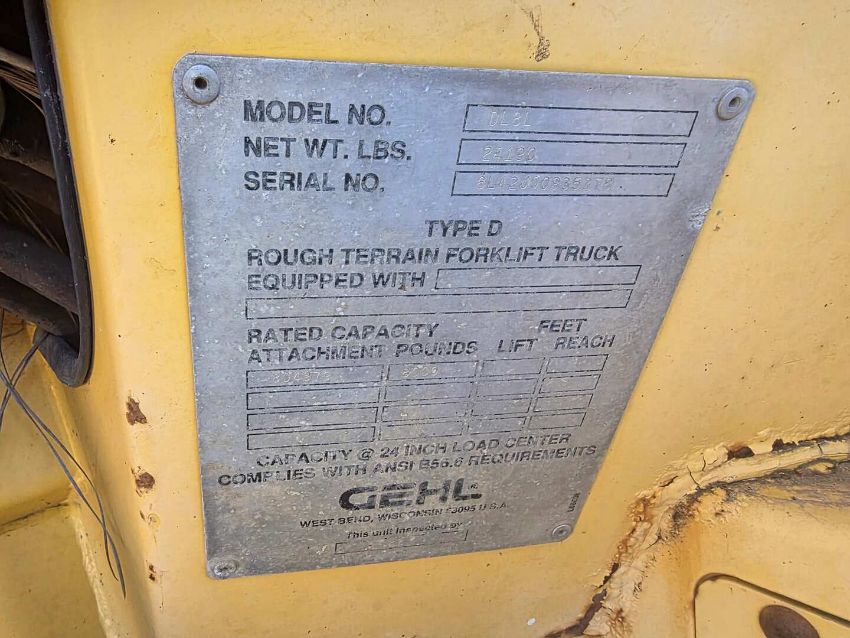 MODEL NO.
NET WT. LBS. 24190
SERIAL NO.
TYPE D
ROUGH TERRAIN FORKLIFT TRUCK
EQUIPPED WITH
RATED CAPACITY FEET
ATTACHMENT POUNDS LIFT REACH
CAPACITY @ 24 INCH LOAD CENTER
COMPLIES WITH ANSI B56.6 REQUIREMENTS
GEHL®
WEST BEND, WISCONSIN 53095 U.S.A.
This unit inspected by